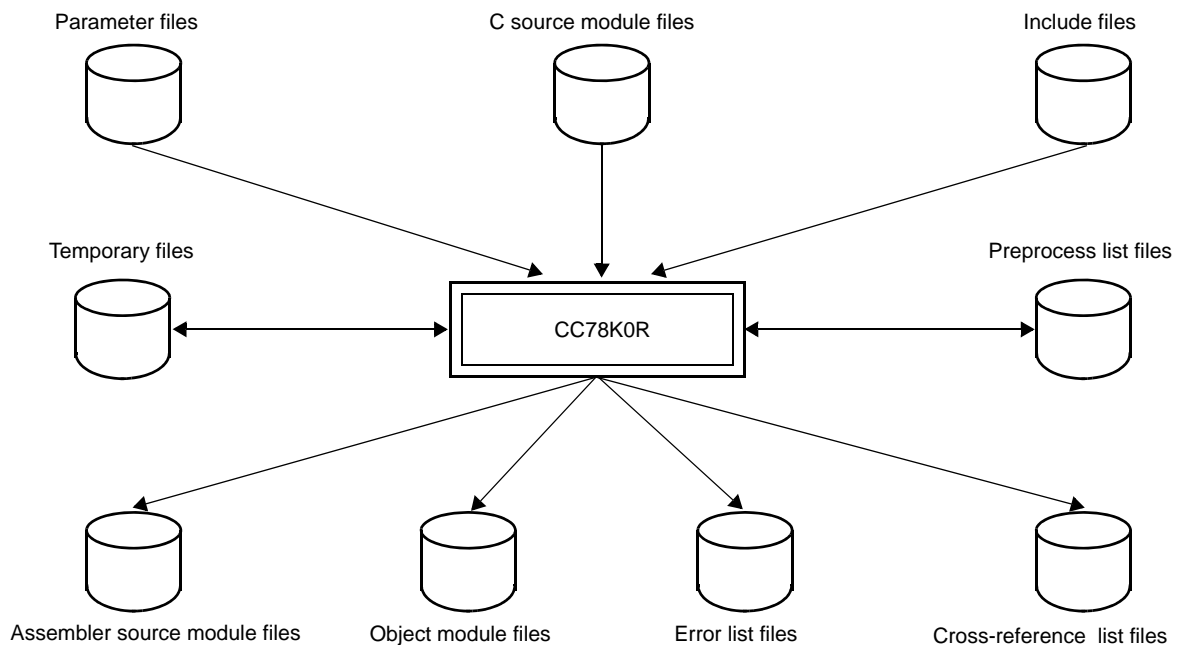 Parameter files
C source module files
Include files
Temporary files
Preprocess list files
CC78K0R
Assembler source module files
Object module files
Error list files
Cross-reference list files